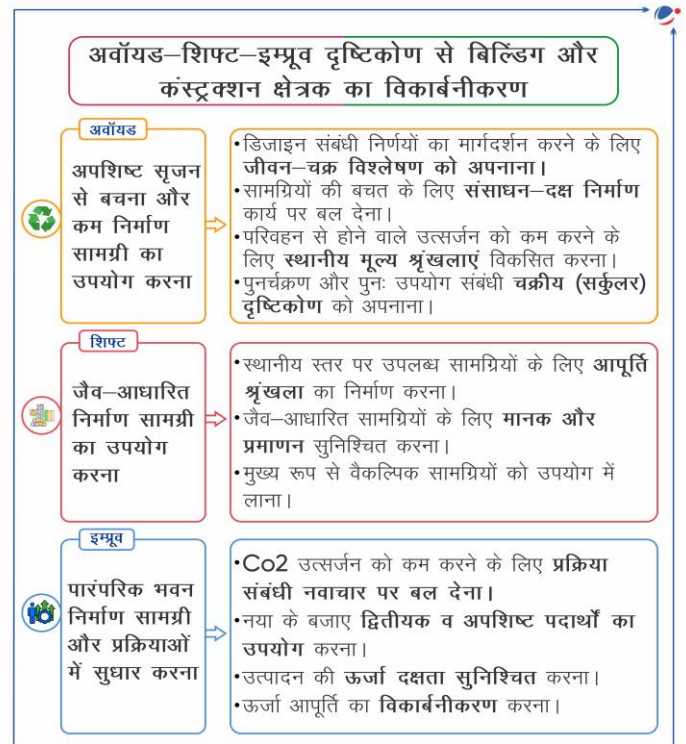 अवॉयड–शिफ्ट–इम्प्रूव दृष्टिकोण से बिल्डिंग और
कंस्ट्रक्शन क्षेत्रक का विकार्बनीकरण
अवॉयड
अपशिष्ट सृजन
से बचना और
कम निर्माण
सामग्री का
उपयोग करना
•डिजाइन संबंधी निर्णयों का मार्गदर्शन करने के लिए
जीवन–चक्र विश्लेषण को अपनाना।
•सामग्रियों की बचत के लिए संसाधन–दक्ष निर्माण
कार्य पर बल देना।
•परिवहन से होने वाले उत्सर्जन को कम करने के
लिए स्थानीय मूल्य श्रृंखलाएं विकसित करना।
•पुनर्चक्रण और पुनः उपयोग संबंधी चक्रीय (सर्कुलर)
दृष्टिकोण को अपनाना।
शिफ्ट
जैव–आधारित
निर्माण सामग्री
का उपयोग
करना
•स्थानीय स्तर पर उपलब्ध सामग्रियों के लिए आपूर्ति
श्रृंखला का निर्माण करना।
•जैव–आधारित सामग्रियों के लिए मानक और
प्रमाणन सुनिश्चित करना।
•मुख्य रूप से वैकल्पिक सामग्रियों को उपयोग में
लाना।
इम्प्रूव
पारंपरिक भवन
निर्माण सामग्री
और प्रक्रियाओं
में सुधार करना
•Co2 उत्सर्जन को कम करने के लिए प्रक्रिया
संबंधी नवाचार पर बल देना।
•नया के बजाए द्वितीयक व अपशिष्ट पदार्थों का
उपयोग करना।
•उत्पादन की ऊर्जा दक्षता सुनिश्चित करना।
•ऊर्जा आपूर्ति का विकार्बनीकरण करना।